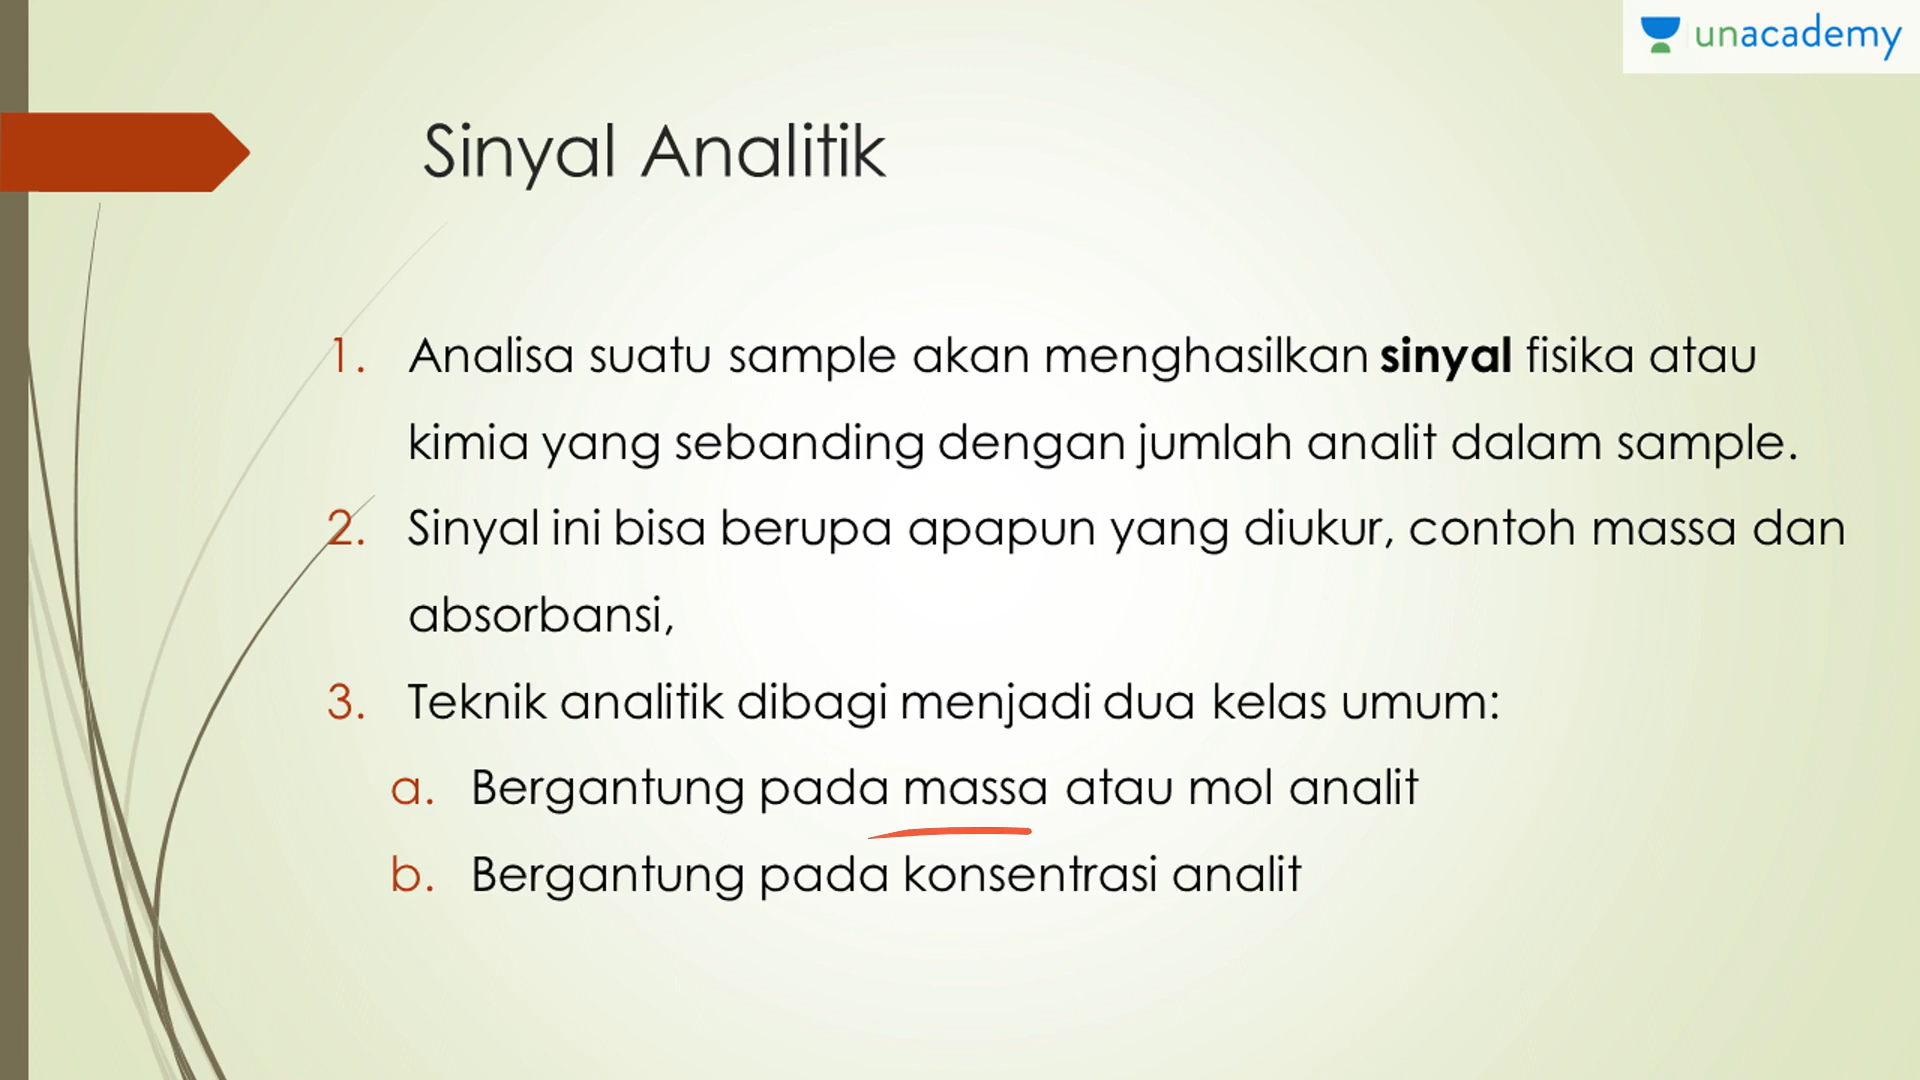 unacademy
Sinyal Analitik
1. Analisa suatu sample akan menghasilkan sinyal fisika atau
kimia yang sebanding dengan jumlah analit dalam sample.
2. Sinyal ini bisa berupa apapun yang diukur, contoh massa dan
absorbansi,
3. Teknik analitik dibagi menjadi dua kelas umum:
a. Bergantung pada massa atau mol analit
b. Bergantung pada konsentrasi analit